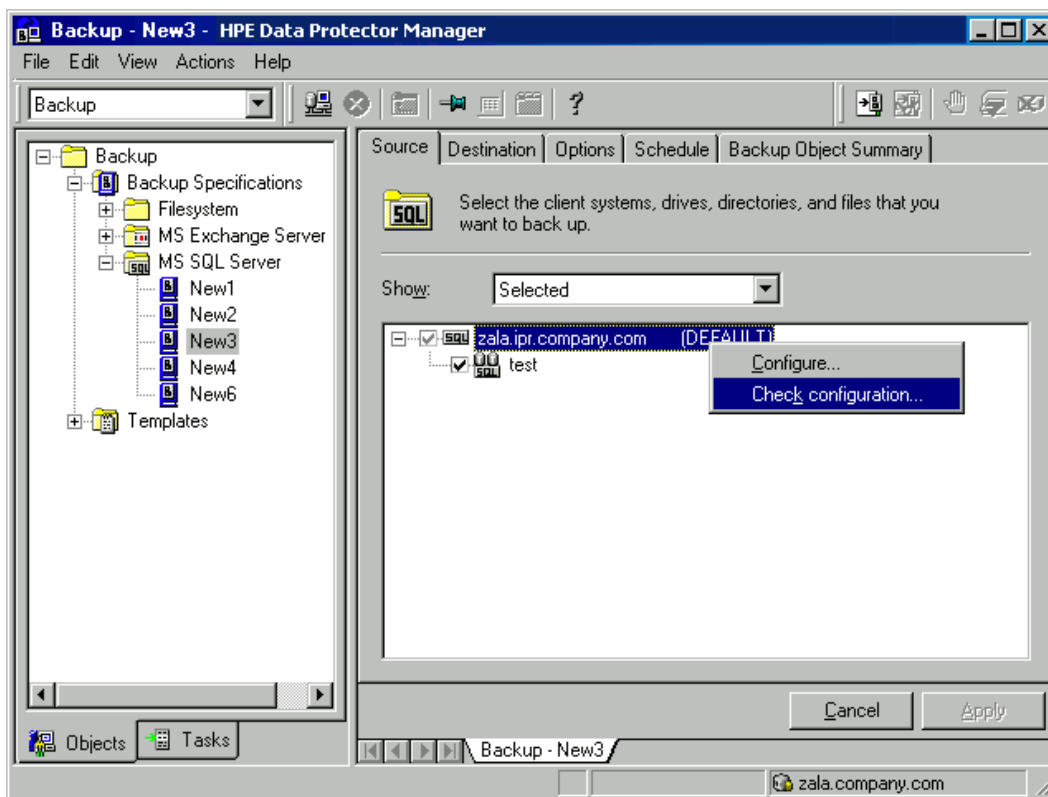 Backup - New3 - HPE Data Protector Manager
File Edit View Actions Help
Backup
?
Backup
Backup Specifications
Filesystem
MS Exchange Server
MS SQL Server
New1
New2
New3
New4
New6
Templates
Objects
Tasks
Source
Destination
Options
Schedule
Backup Object Summary
SQL
Select the client systems, drives, directories, and files that you
want to back up.
Show:
Selected
SQL zala.ipr.company.com (DEFAULT)
SQL test
Configure...
Check configuration...
Cancel
Apply
Backup - New3
zala.company.com